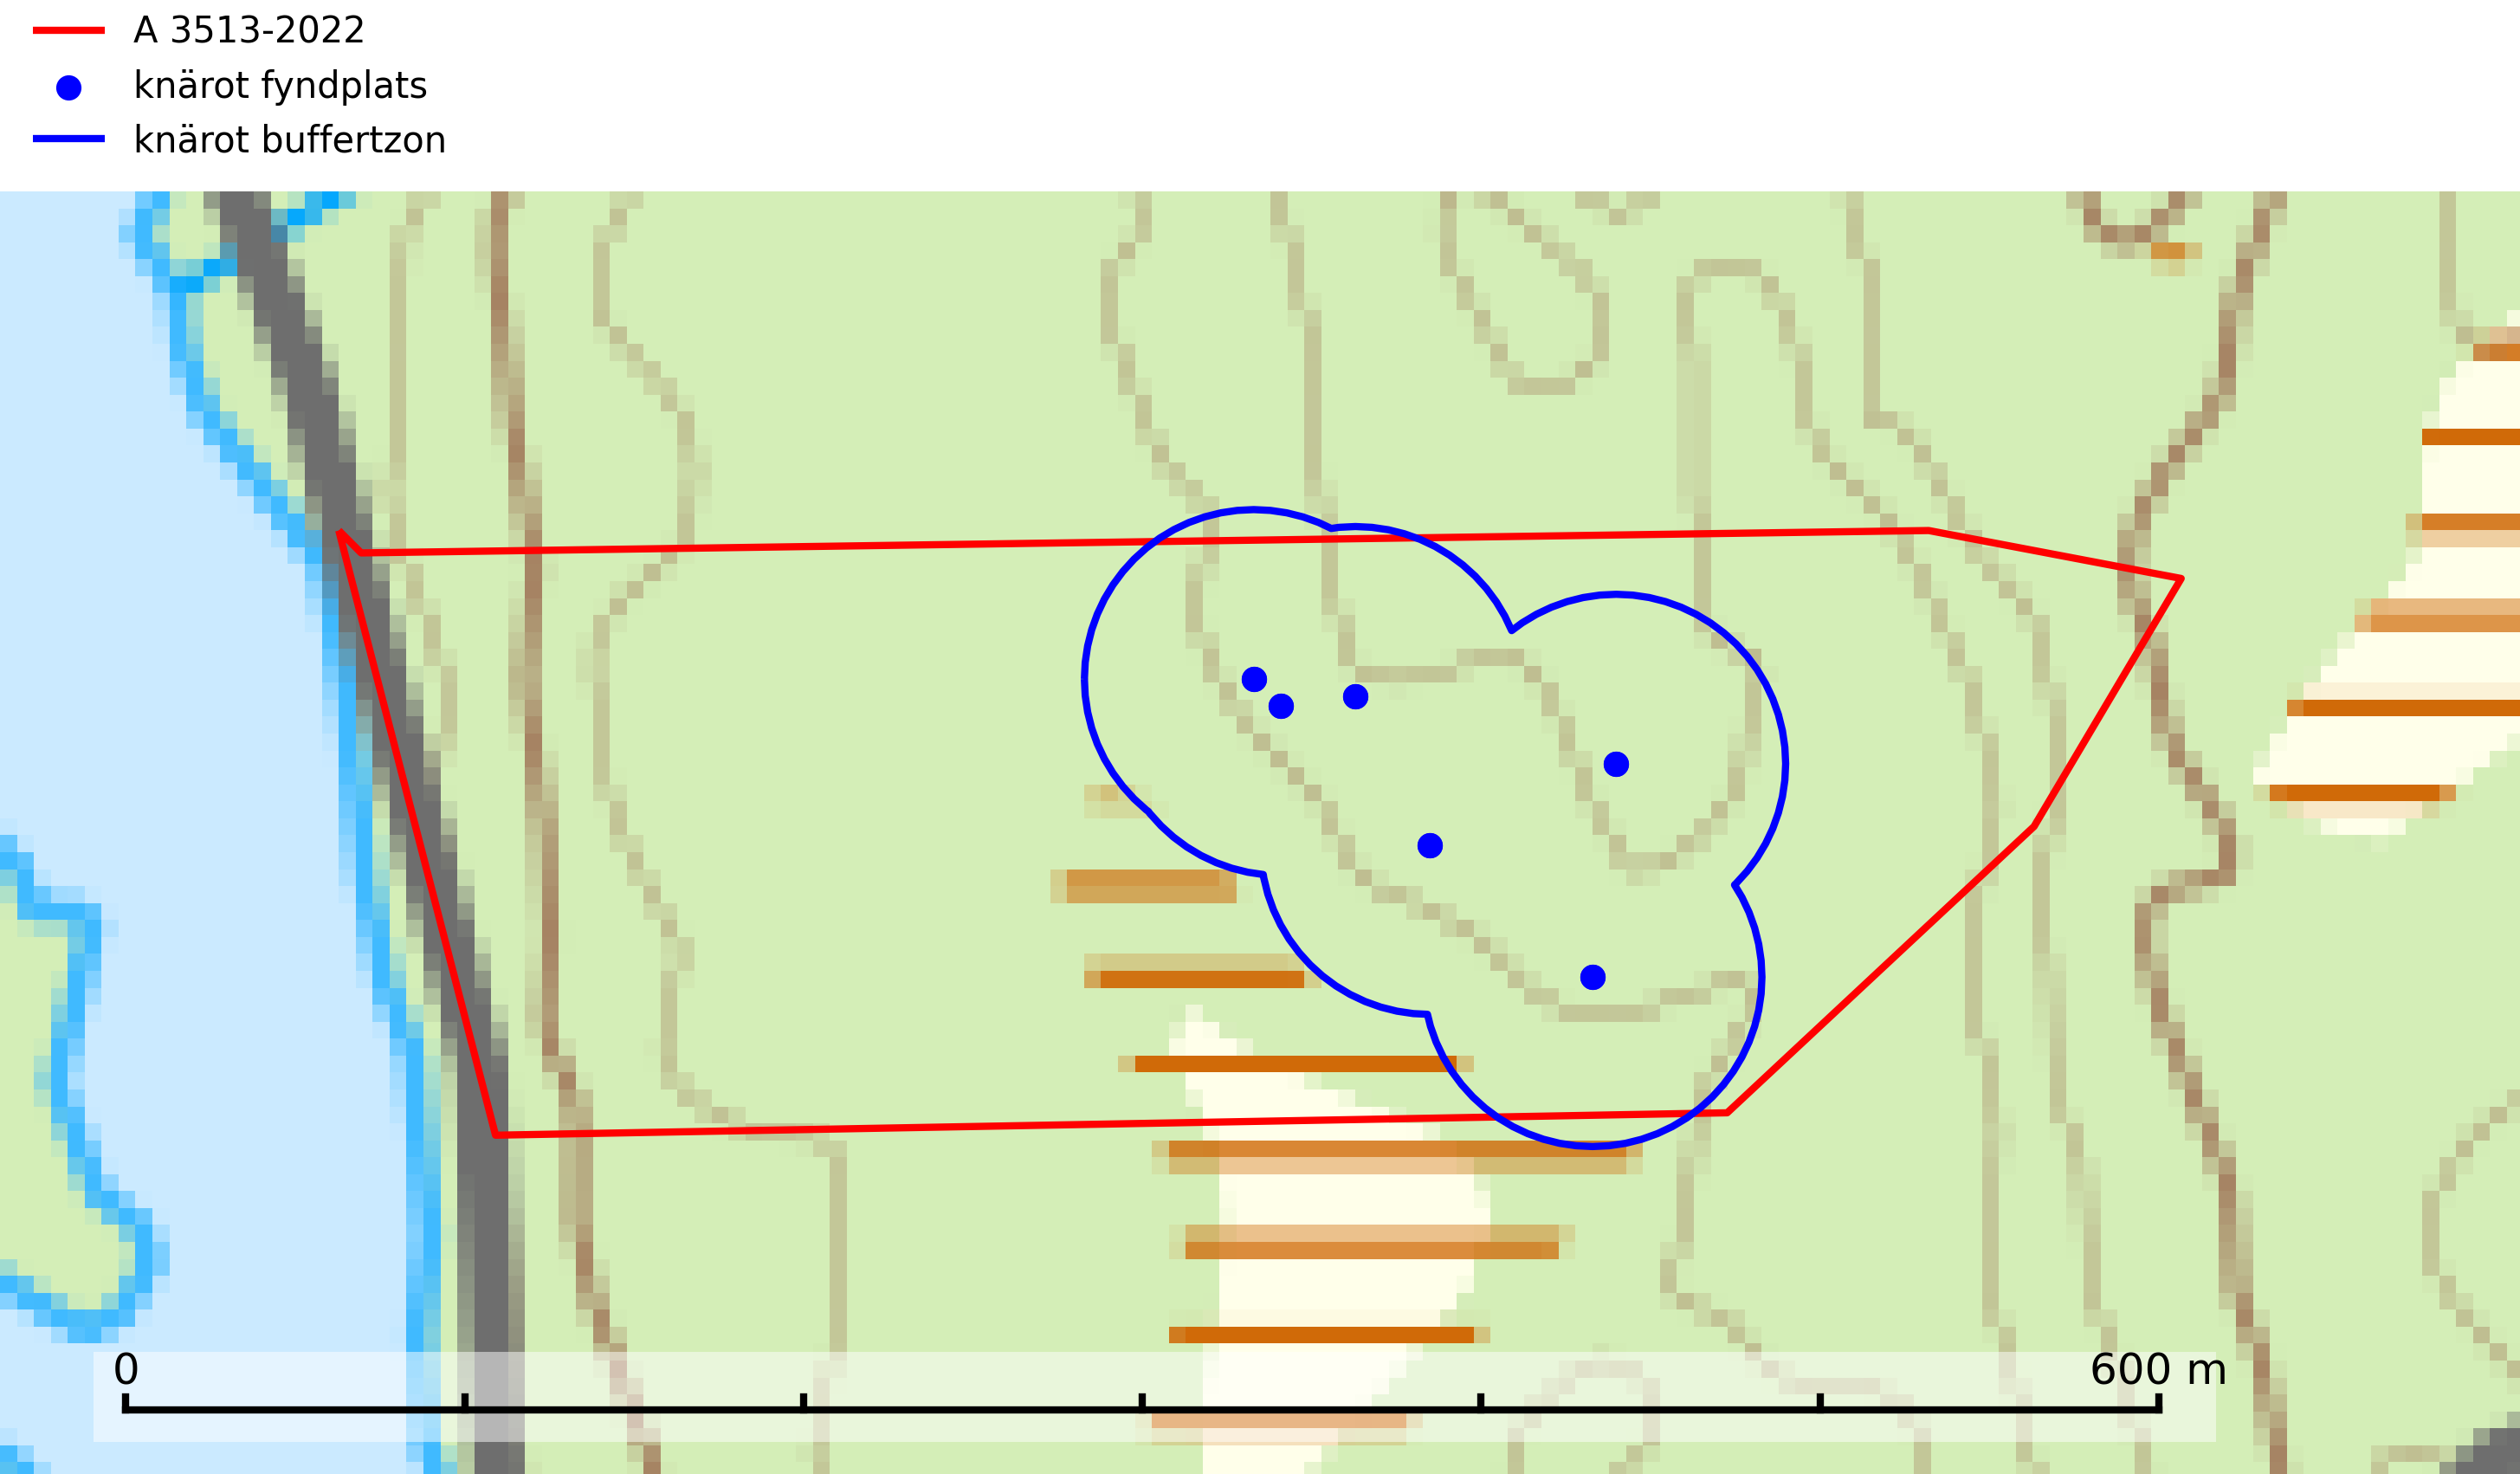 A 3513-2022
knärot fyndplats
knärot buffertzon
0
600 m